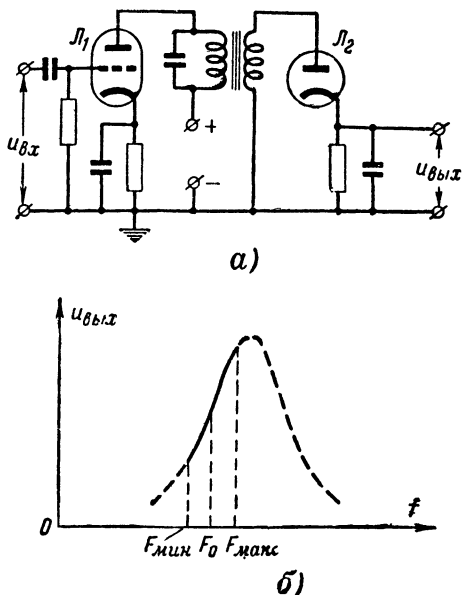 Л₁
Л₂
uвх
+
−
uвых
а)
uвых
0
Fмин F₀ Fмакс
f
б)